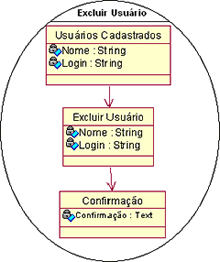 Excluir Usuário
Usuários Cadastrados
Nome : String
Login : String
Excluir Usuário
Nome : String
Login : String
Confirmação
Confirmação : Text